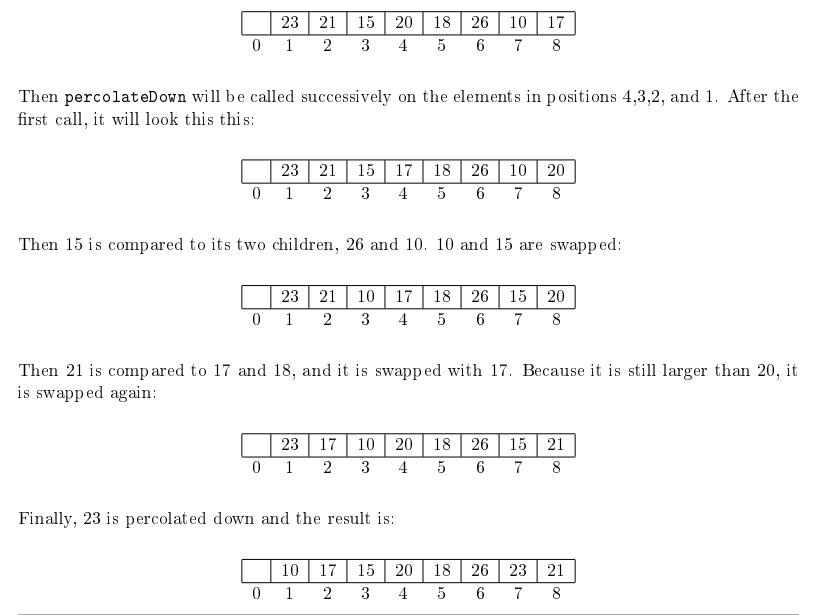 23 21 15 20 18 26 10 17
0 1 2 3 4 5 6 7 8
Then percolateDown will be called successively on the elements in positions 4,3,2, and 1. After the
first call, it will look this this:
23 21 15 17 18 26 10 20
0 1 2 3 4 5 6 7 8
Then 15 is compared to its two children, 26 and 10. 10 and 15 are swapped:
23 21 10 17 18 26 15 20
0 1 2 3 4 5 6 7 8
Then 21 is compared to 17 and 18, and it is swapped with 17. Because it is still larger than 20, it
is swapped again:
23 17 10 20 18 26 15 21
0 1 2 3 4 5 6 7 8
Finally, 23 is percolated down and the result is:
10 17 15 20 18 26 23 21
0 1 2 3 4 5 6 7 8